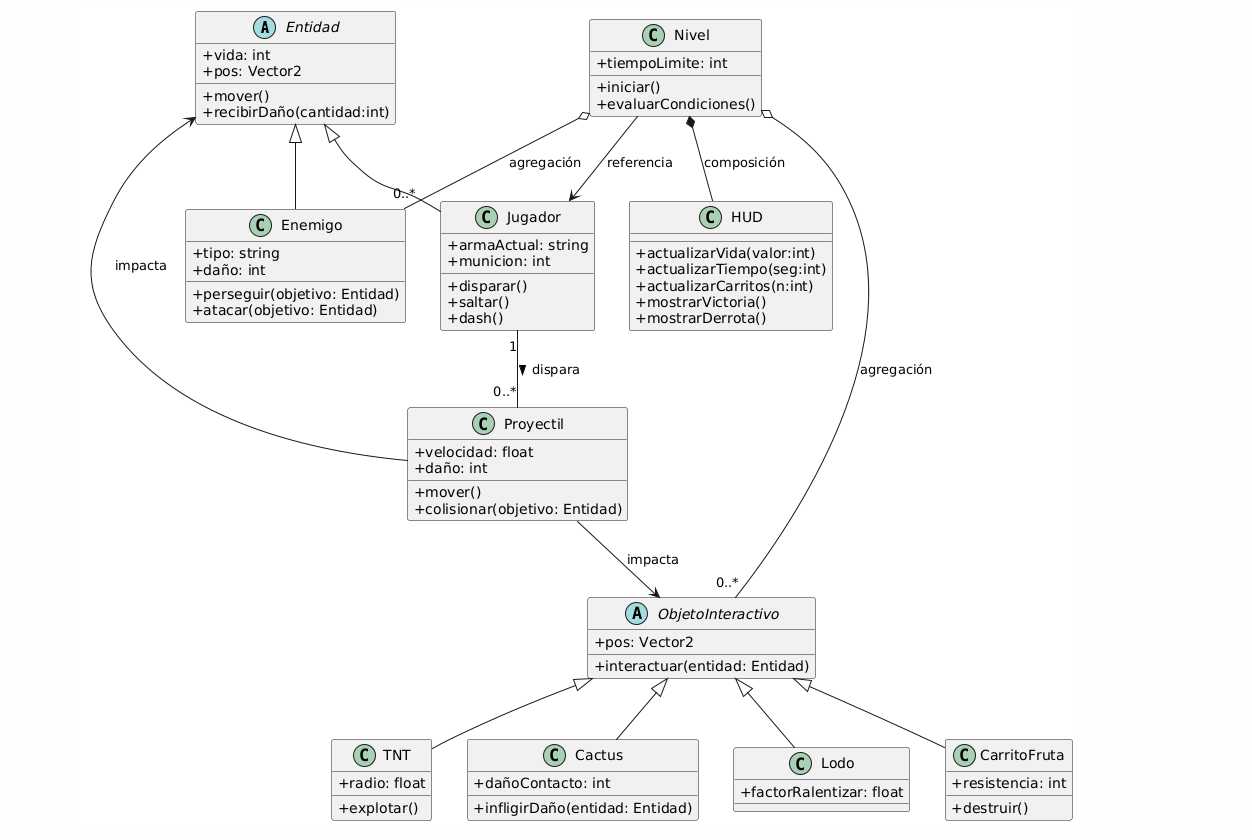 A Entidad
+vida: int
+pos: Vector2
+mover()
+recibirDaño(cantidad:int)
C Nivel
+tiempoLimite: int
+iniciar()
+evaluarCondiciones()
agregación
referencia
composición
0..*
impacta
C Enemigo
+tipo: string
+daño: int
+perseguir(objetivo: Entidad)
+atacar(objetivo: Entidad)
C Jugador
+armaActual: string
+municion: int
+disparar()
+saltar()
+dash()
C HUD
+actualizarVida(valor:int)
+actualizarTiempo(seg:int)
+actualizarCarritos(n:int)
+mostrarVictoria()
+mostrarDerrota()
1
dispara
0..*
agregación
C Proyectil
+velocidad: float
+daño: int
+mover()
+colisionar(objetivo: Entidad)
impacta
0..*
A ObjetoInteractivo
+pos: Vector2
+interactuar(entidad: Entidad)
C TNT
+radio: float
+explotar()
C Cactus
+dañoContacto: int
+infligirDaño(entidad: Entidad)
C Lodo
+factorRalentizar: float
C CarritoFruta
+resistencia: int
+destruir()